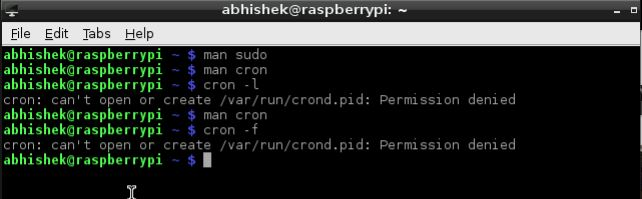 abhishek@raspberrypi: ~
File Edit Tabs Help
abhishek@raspberrypi ~ $ man sudo
abhishek@raspberrypi ~ $ man cron
abhishek@raspberrypi ~ $ cron -l
cron: can't open or create /var/run/crond.pid: Permission denied
abhishek@raspberrypi ~ $ man cron
abhishek@raspberrypi ~ $ cron -f
cron: can't open or create /var/run/crond.pid: Permission denied
abhishek@raspberrypi ~ $